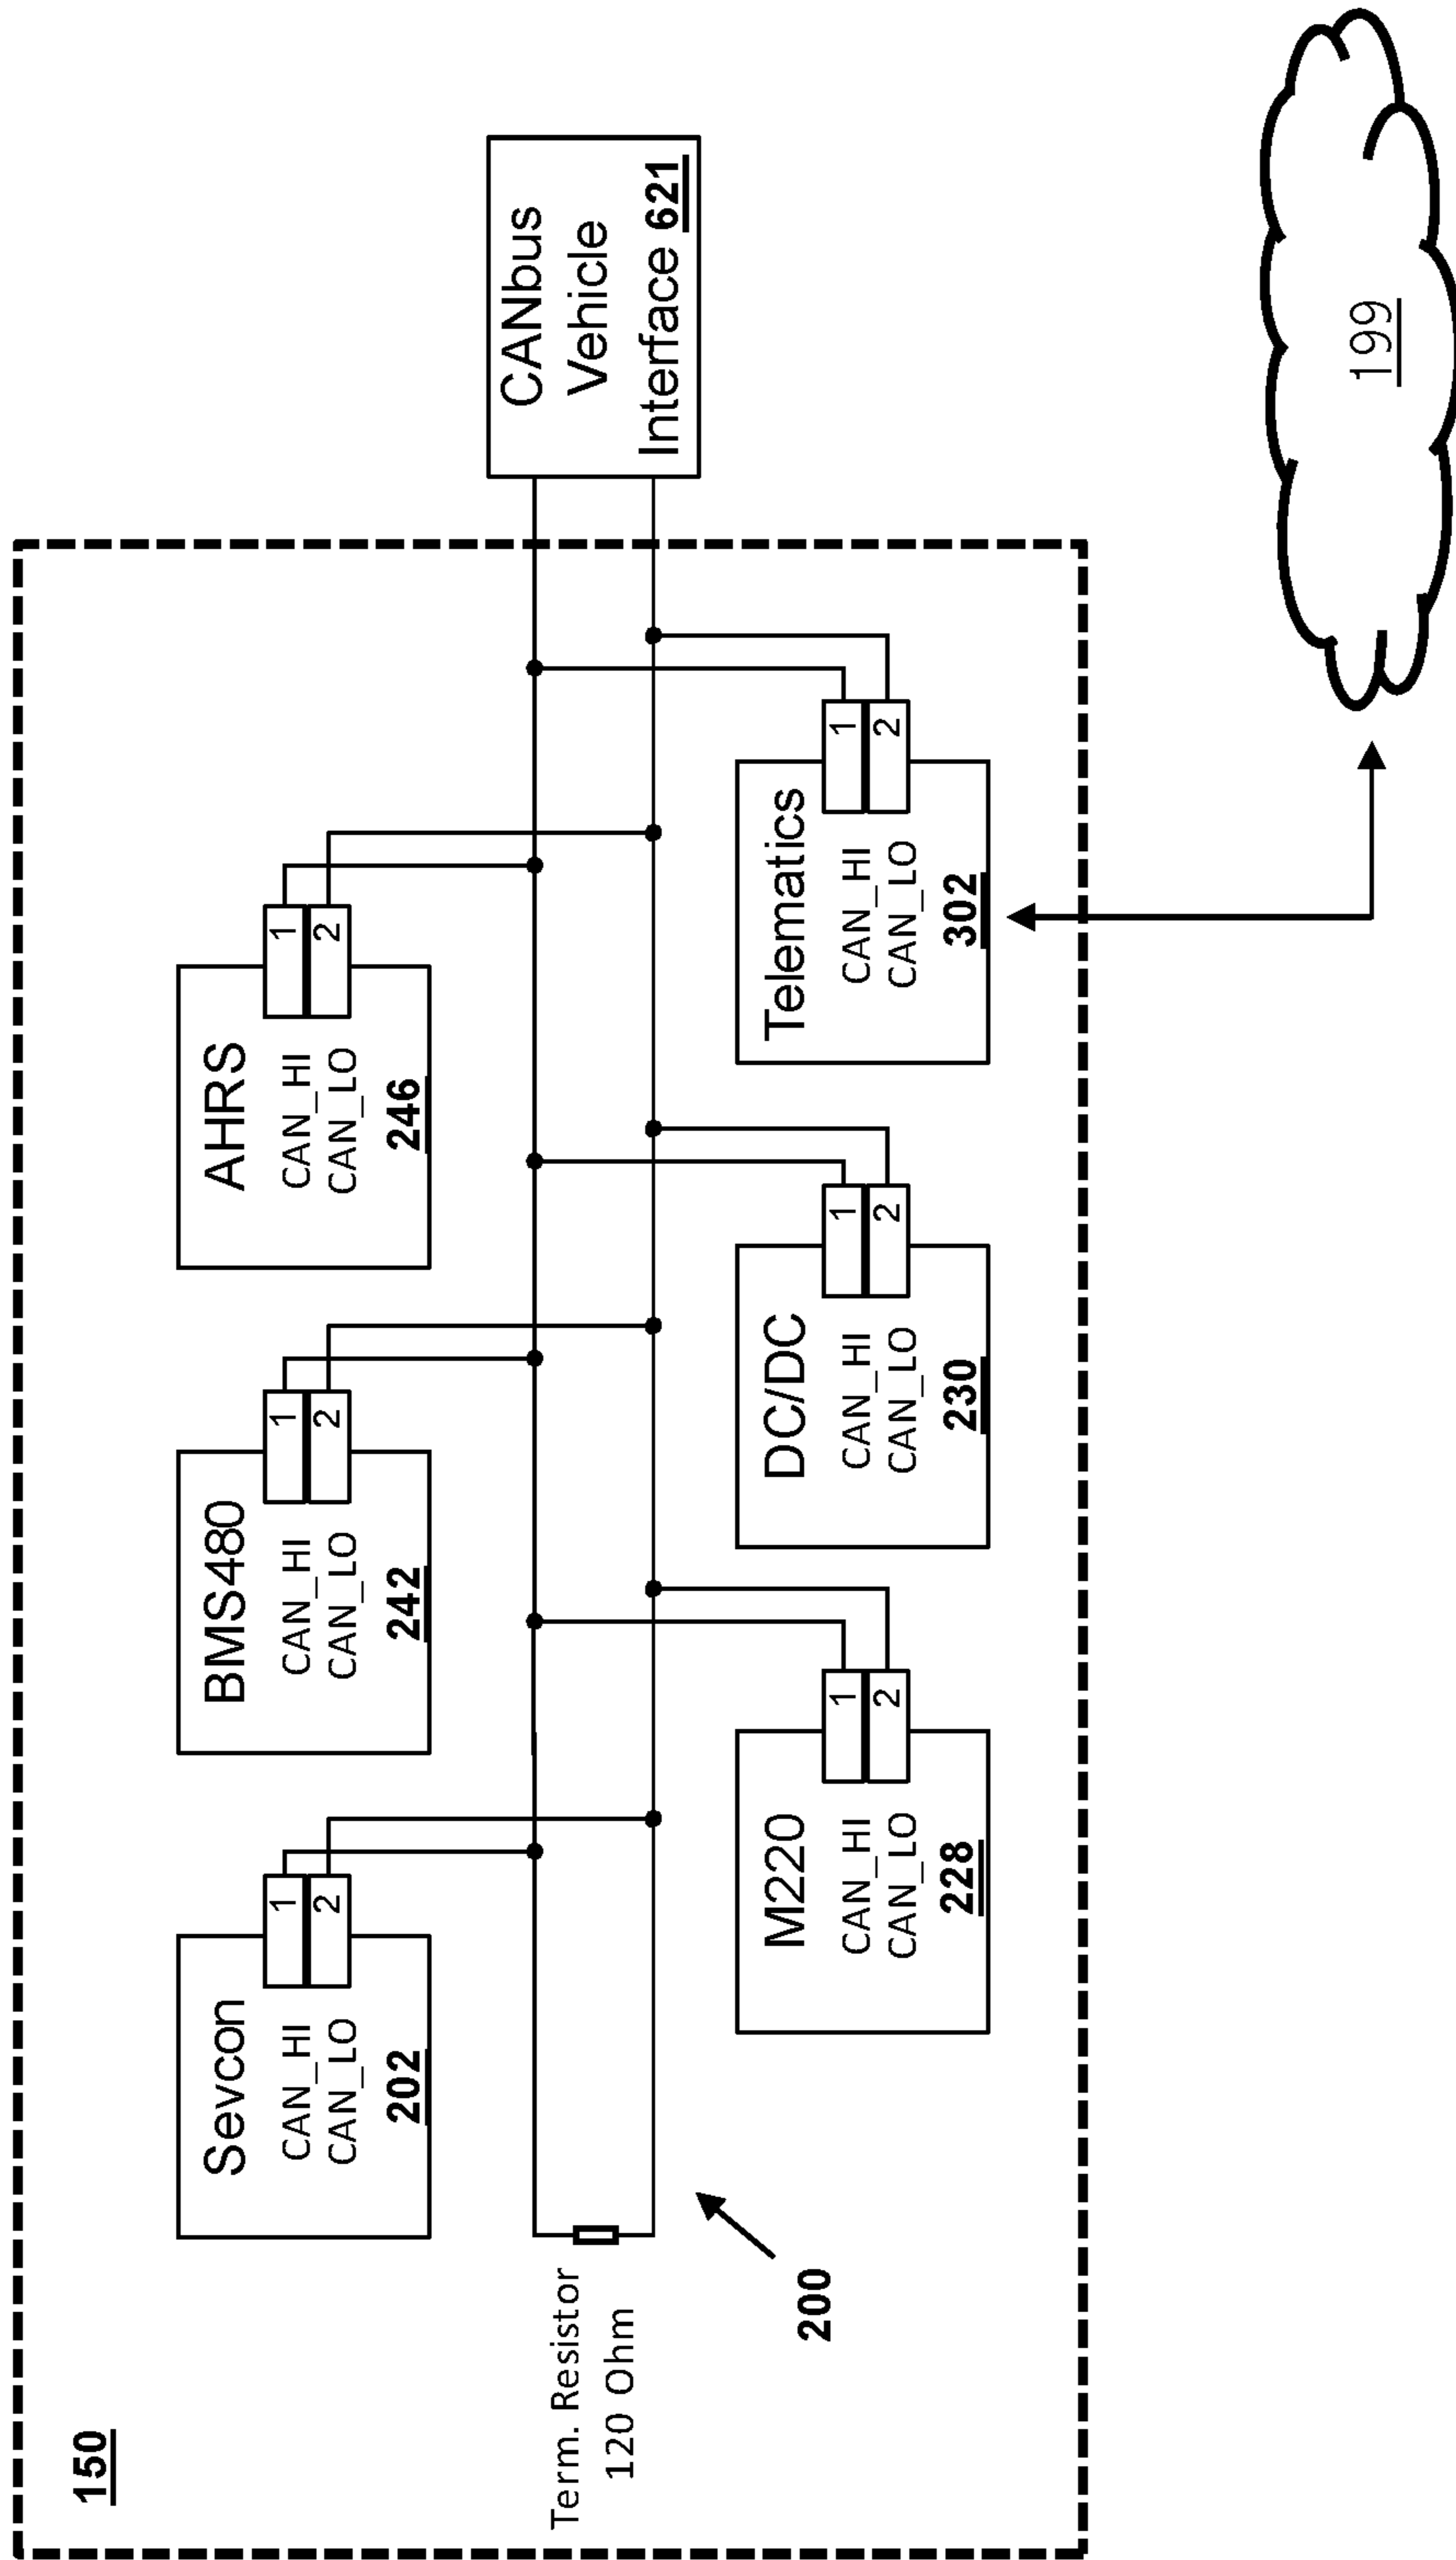 150
Sevcon
CAN_HI
1
CAN_LO
2
202
BMS480
CAN_HI
1
CAN_LO
2
242
AHRS
CAN_HI
1
CAN_LO
2
246
Term. Resistor
120 Ohm
200
CANbus
Vehicle
Interface 621
M220
CAN_HI
1
CAN_LO
2
228
DC/DC
CAN_HI
1
CAN_LO
2
230
Telematics
CAN_HI
1
CAN_LO
2
302
199